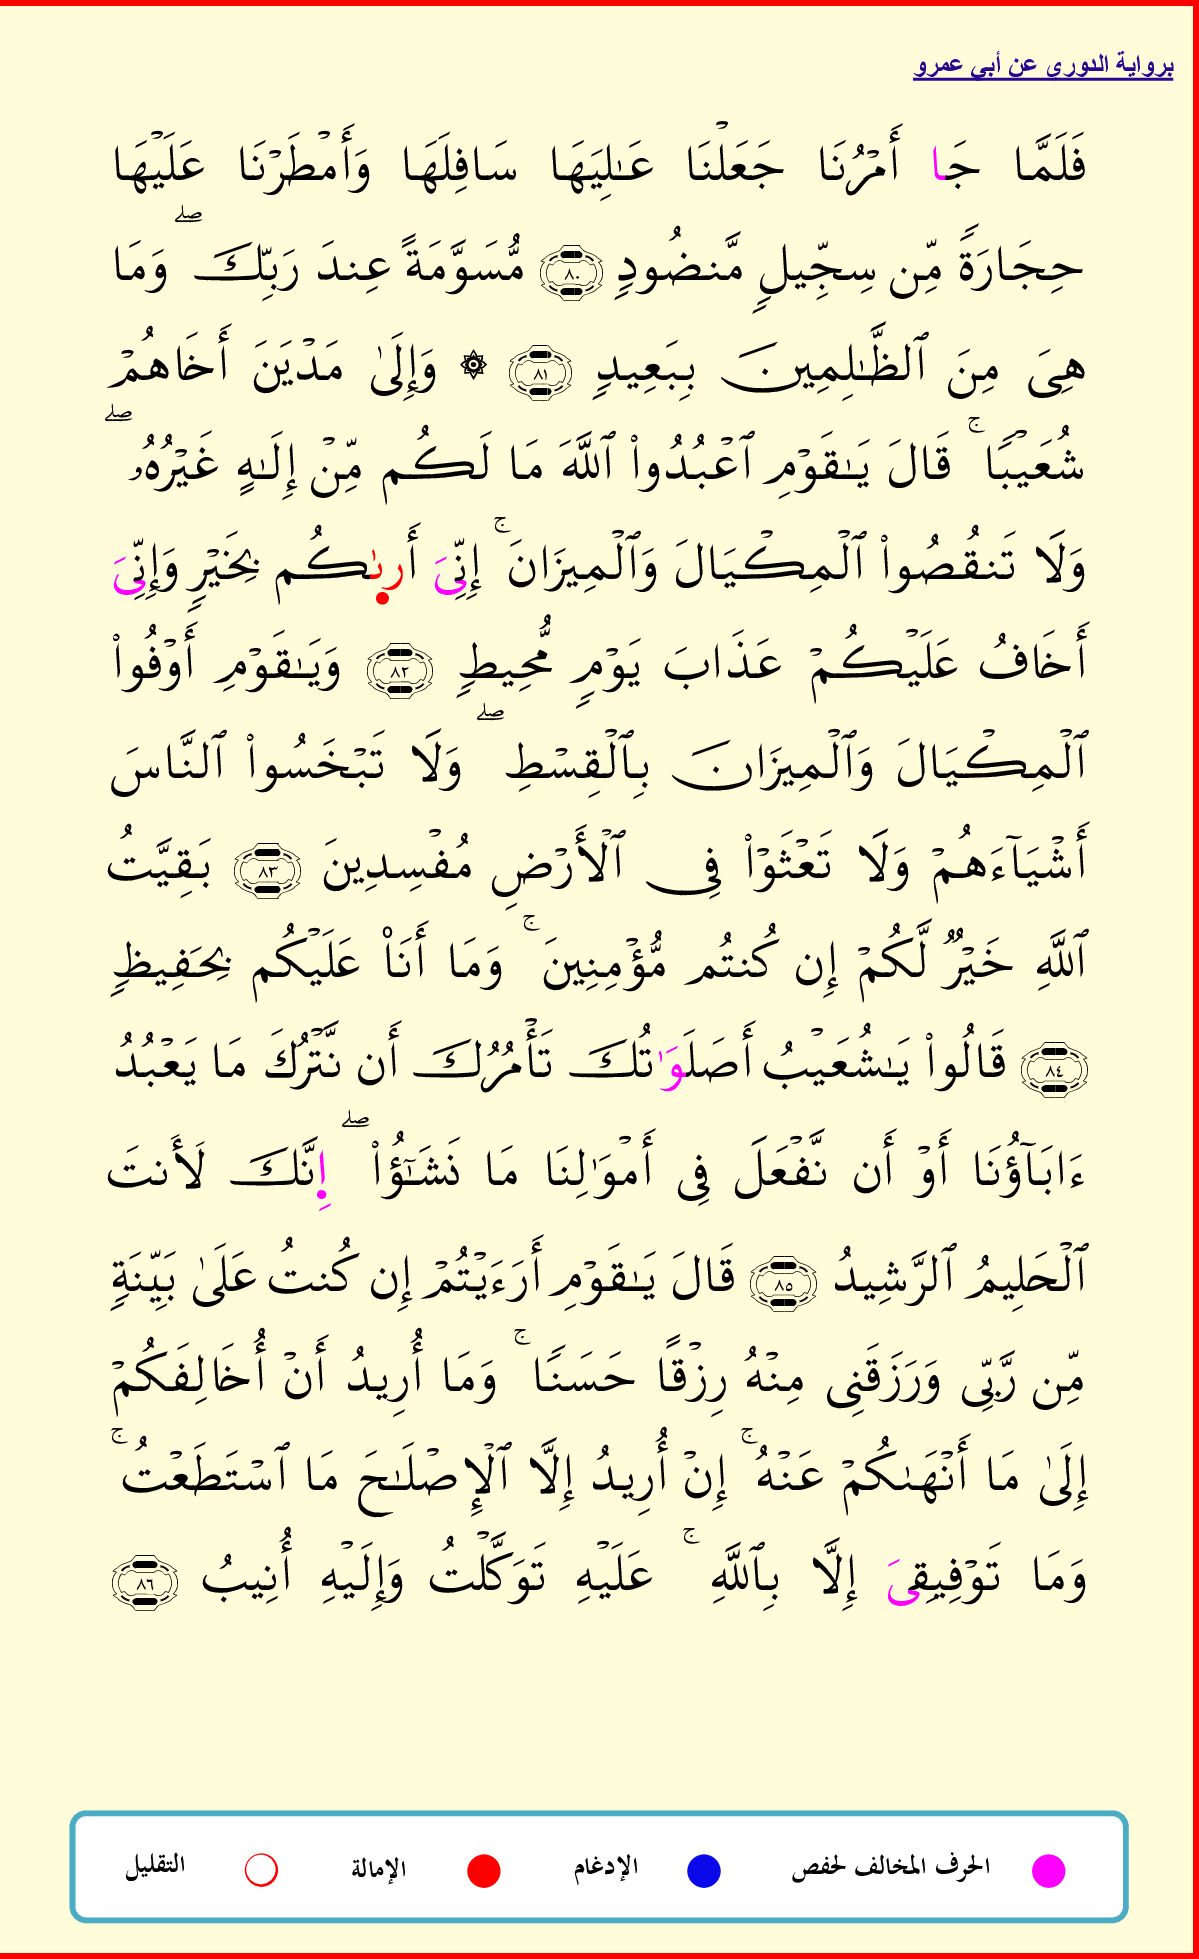 برواية الدوري عن أبي عمرو
فَلَمَّا جَا أَمۡرُنَا جَعَلۡنَا عَٰلِيَهَا سَافِلَهَا وَأَمۡطَرۡنَا عَلَيۡهَا
حِجَارَةٗ مِّن سِجِّيلٖ مَّنضُودٖ ٨٠ مُّسَوَّمَةً عِندَ رَبِّكَۖ وَمَا
هِيَ مِنَ ٱلظَّٰلِمِينَ بِبَعِيدٖ ٨١ ۞ وَإِلَىٰ مَدۡيَنَ أَخَاهُمۡ
شُعَيۡبٗاۚ قَالَ يَٰقَوۡمِ ٱعۡبُدُواْ ٱللَّهَ مَا لَكُم مِّنۡ إِلَٰهٍ غَيۡرُهُۥۖ
وَلَا تَنقُصُواْ ٱلۡمِكۡيَالَ وَٱلۡمِيزَانَۚ إِنِّيَ أَرىٰكُم بِخَيۡرٖ وَإِنِّيَ
أَخَافُ عَلَيۡكُمۡ عَذَابَ يَوۡمٖ مُّحِيطٖ ٨٢ وَيَٰقَوۡمِ أَوۡفُواْ
ٱلۡمِكۡيَالَ وَٱلۡمِيزَانَ بِٱلۡقِسۡطِۖ وَلَا تَبۡخَسُواْ ٱلنَّاسَ
أَشۡيَآءَهُمۡ وَلَا تَعۡثَوۡاْ فِي ٱلۡأَرۡضِ مُفۡسِدِينَ ٨٣ بَقِيَّتُ
ٱللَّهِ خَيۡرٞ لَّكُمۡ إِن كُنتُم مُّؤۡمِنِينَۚ وَمَا أَنَا۠ عَلَيۡكُم بِحَفِيظٖ
٨٤ قَالُواْ يَٰشُعَيۡبُ أَصَلَوَٰتُكَ تَأۡمُرُكَ أَن نَّتۡرُكَ مَا يَعۡبُدُ
ءَابَآؤُنَا أَوۡ أَن نَّفۡعَلَ فِي أَمۡوَٰلِنَا مَا نَشَٰٓؤُاْۖ اِنَّكَ لَأَنتَ
ٱلۡحَلِيمُ ٱلرَّشِيدُ ٨٥ قَالَ يَٰقَوۡمِ أَرَءَيۡتُمۡ إِن كُنتُ عَلَىٰ بَيِّنَةٖ
مِّن رَّبِّي وَرَزَقَنِي مِنۡهُ رِزۡقًا حَسَنٗاۚ وَمَا أُرِيدُ أَنۡ أُخَالِفَكُمۡ
إِلَىٰ مَا أَنۡهَىٰكُمۡ عَنۡهُۚ إِنۡ أُرِيدُ إِلَّا ٱلۡإِصۡلَٰحَ مَا ٱسۡتَطَعۡتُۚ
وَمَا تَوۡفِيقِيَ إِلَّا بِٱللَّهِۚ عَلَيۡهِ تَوَكَّلۡتُ وَإِلَيۡهِ أُنِيبُ ٨٦
الحرف المخالف لحفص الإدغام الإمالة التقليل